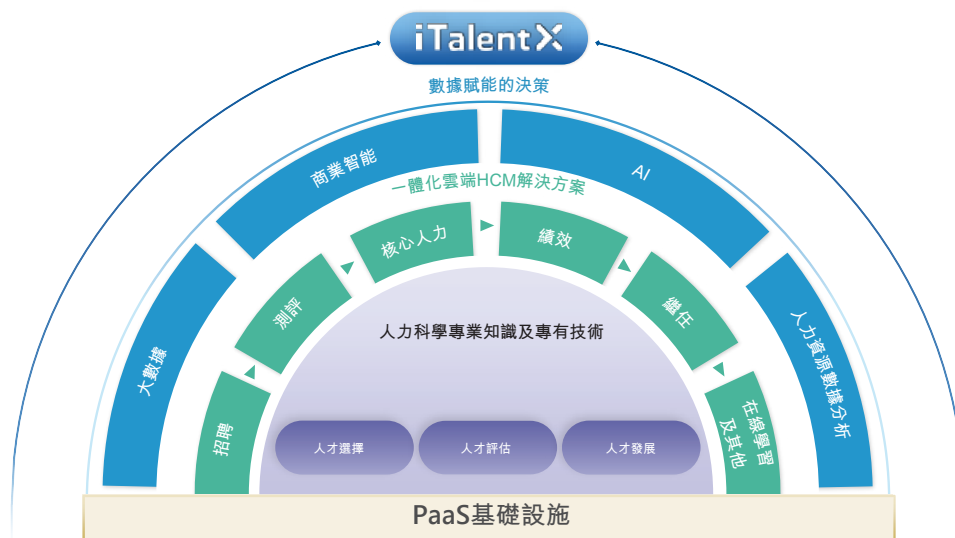 iTalentX
數據賦能的決策
大數據
商業智能
AI
人力資源數據分析
一體化雲端HCM解決方案
招聘
測評
核心人力
績效
繼任
在線學習
及其他
人力科學專業知識及專有技術
人才選擇
人才評估
人才發展
PaaS基礎設施